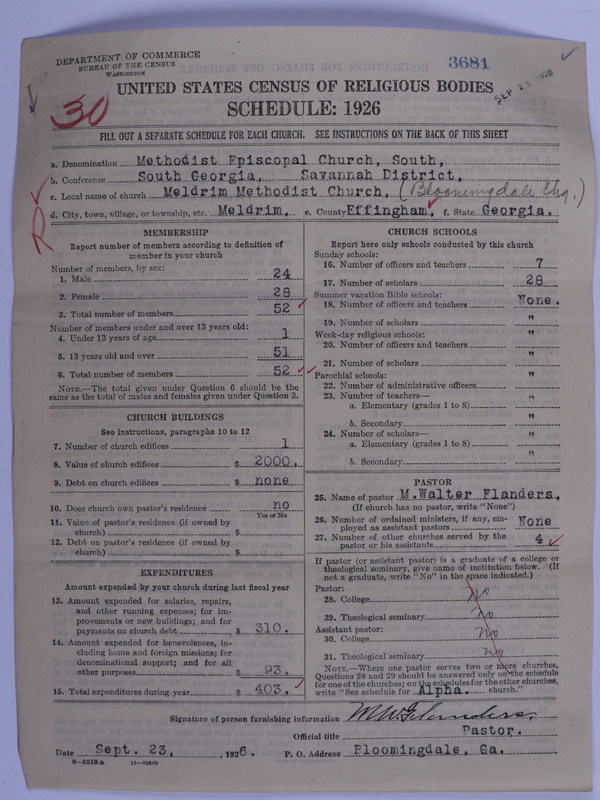 DEPARTMENT OF COMMERCE
BUREAU OF THE CENSUS
WASHINGTON
3681
SEP 25 1926
30
UNITED STATES CENSUS OF RELIGIOUS BODIES
SCHEDULE: 1926
FILL OUT A SEPARATE SCHEDULE FOR EACH CHURCH. SEE INSTRUCTIONS ON THE BACK OF THIS SHEET
a. Denomination Methodist Episcopal Church, South,
b. Conference South Georgia, Savannah District,
c. Local name of church Meldrim Methodist Church, (Bloomingdale Chg.)
d. City, town, village, or township, etc. Meldrim, e. County Effingham, f. State Georgia.
R
MEMBERSHIP
Report number of members according to definition of
member in your church
Number of members, by sex:
1. Male 24
2. Female 28
3. Total number of members 52
Number of members under and over 13 years old:
4. Under 13 years of age 1
5. 13 years old and over 51
6. Total number of members 52
NOTE.—The total given under Question 6 should be the
same as the total of males and females given under Question 3.
CHURCH BUILDINGS
See instructions, paragraphs 10 to 12
7. Number of church edifices 1
8. Value of church edifices $ 2000.
9. Debt on church edifices $ none
10. Does church own pastor's residence no
Yes or No
11. Value of pastor's residence (if owned by
church) $
12. Debt on pastor's residence (if owned by
church) $
EXPENDITURES
Amount expended by your church during last fiscal year
13. Amount expended for salaries, repairs,
and other running expenses; for im-
provements or new buildings; and for
payments on church debt $ 310.
14. Amount expended for benevolences, in-
cluding home and foreign missions; for
denominational support; and for all
other purposes $ 93.
15. Total expenditures during year $ 403.
CHURCH SCHOOLS
Report here only schools conducted by this church
Sunday schools:
16. Number of officers and teachers 7
17. Number of scholars 28
Summer vacation Bible schools:
18. Number of officers and teachers None.
19. Number of scholars "
Week-day religious schools:
20. Number of officers and teachers "
21. Number of scholars "
Parochial schools:
22. Number of administrative officers "
23. Number of teachers—
a. Elementary (grades 1 to 8) "
b. Secondary "
24. Number of scholars—
a. Elementary (grades 1 to 8) "
b. Secondary "
PASTOR
25. Name of pastor M.Walter Flanders,
(If church has no pastor, write "None")
26. Number of ordained ministers, if any, em-
ployed as assistant pastors None
27. Number of other churches served by the
pastor or his assistants 4
If pastor (or assistant pastor) is a graduate of a college or
theological seminary, give name of institution below. (If
not a graduate, write "No" in the space indicated.)
Pastor:
28. College No
29. Theological seminary No
Assistant pastor:
30. College No
31. Theological seminary No
NOTE.—Where one pastor serves two or more churches,
Questions 28 and 29 should be answered only on the schedule
for one of the churches; on the schedules for the other churches,
write "See schedule for Alpha. church."
Signature of person furnishing information M.W. Flanders.
Official title Pastor.
Date Sept. 23, 1926. P. O. Address Bloomingdale, Ga.
8—5518 a